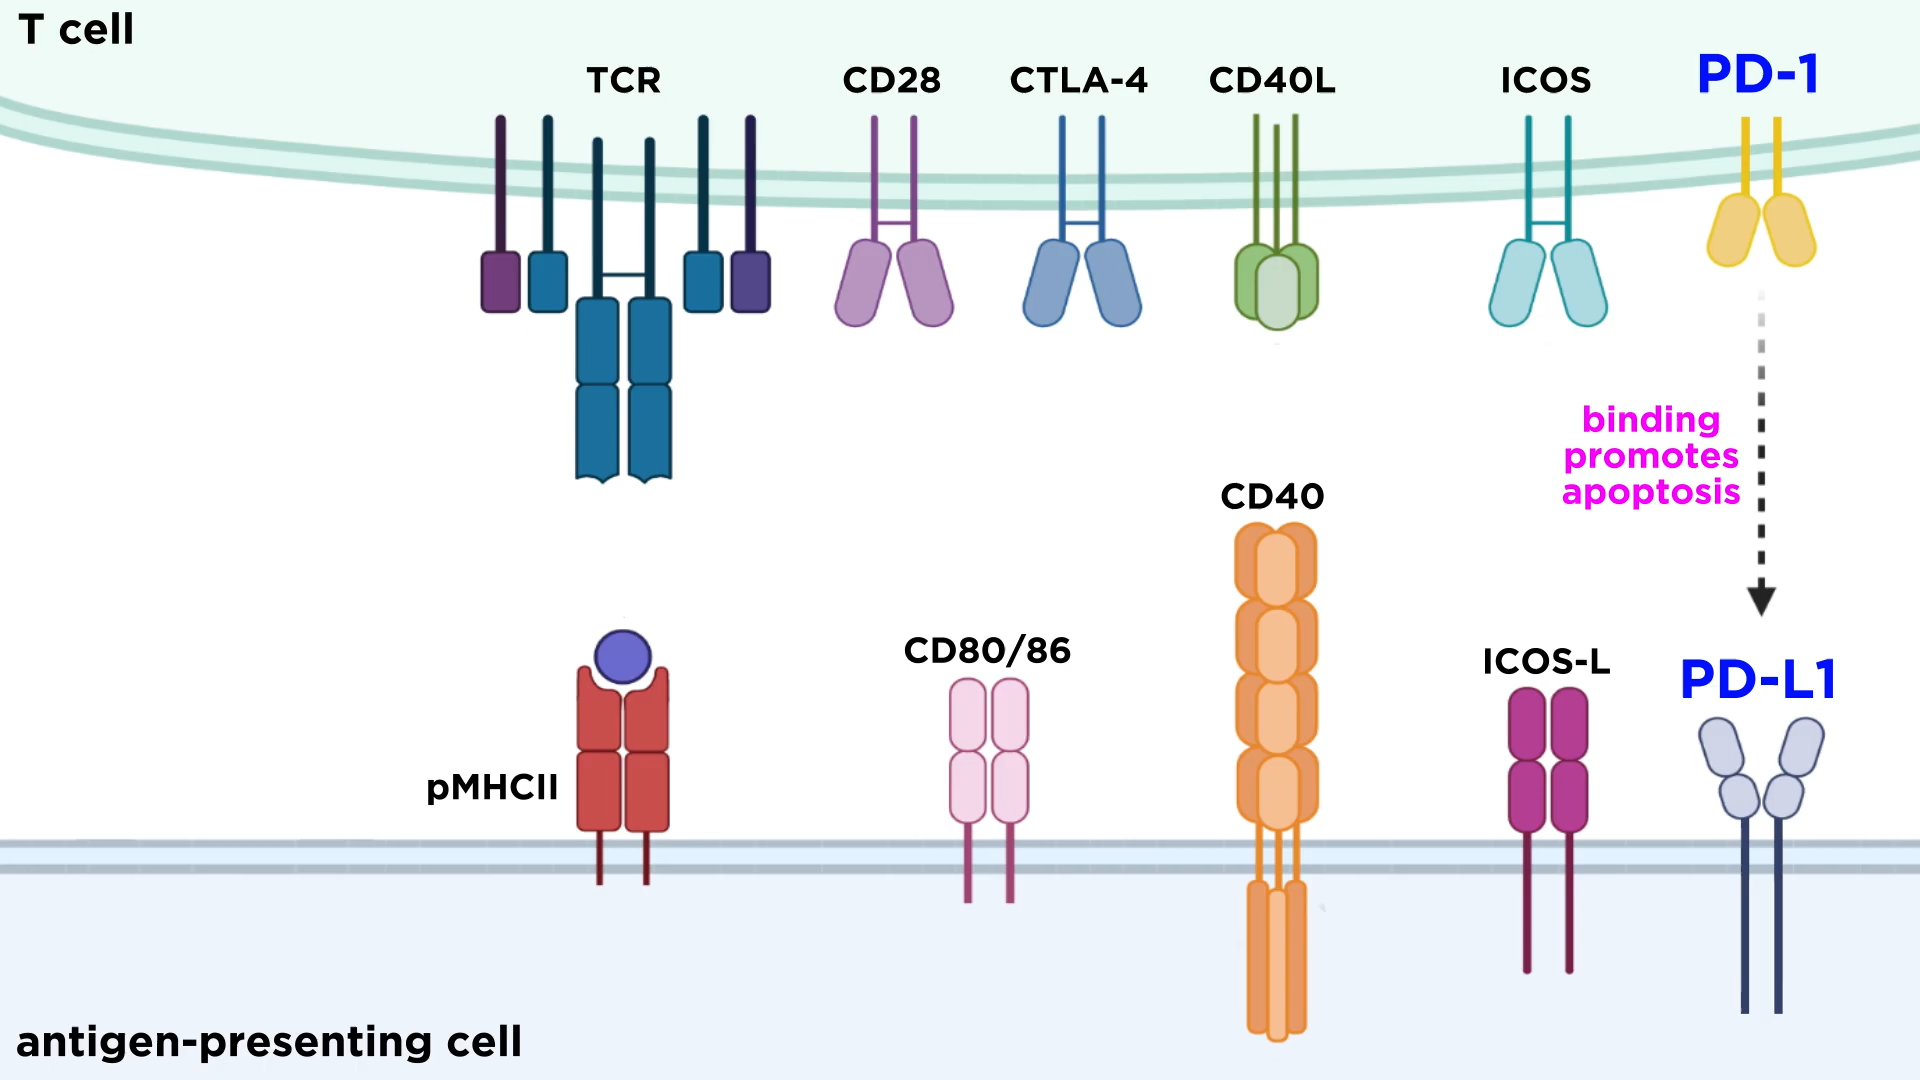 T cell
TCR
CD28
CTLA-4
CD40L
ICOS
PD-1
binding
promotes
apoptosis
CD40
CD80/86
ICOS-L
PD-L1
pMHCII
antigen-presenting cell